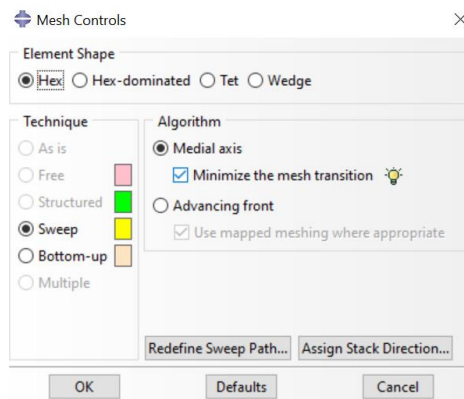 Mesh Controls
Element Shape
Hex Hex-dominated Tet Wedge
Technique
As is
Free
Structured
Sweep
Bottom-up
Multiple
Algorithm
Medial axis
Minimize the mesh transition
Advancing front
Use mapped meshing where appropriate
Redefine Sweep Path... Assign Stack Direction...
OK Defaults Cancel